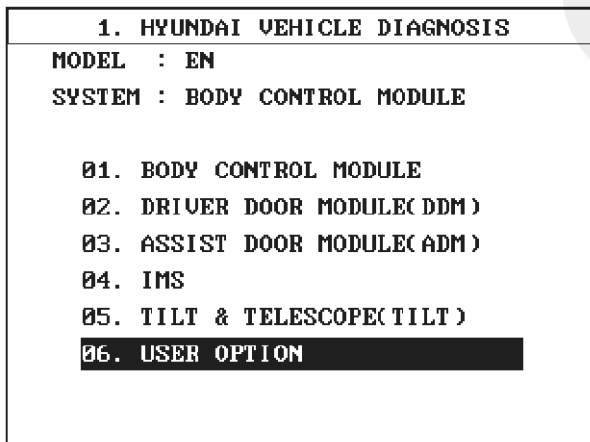 1. HYUNDAI VEHICLE DIAGNOSIS
MODEL : EN
SYSTEM : BODY CONTROL MODULE
01. BODY CONTROL MODULE
02. DRIVER DOOR MODULE(DDM)
03. ASSIST DOOR MODULE(ADM)
04. IMS
05. TILT & TELESCOPE(TILT)
06. USER OPTION